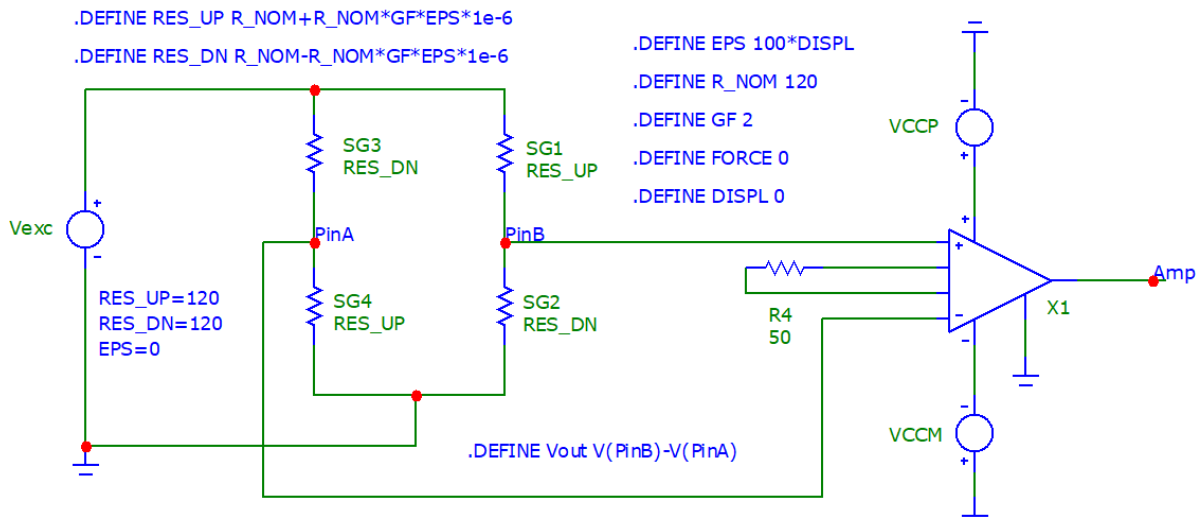 .DEFINE RES_UP R_NOM+R_NOM*GF*EPS*1e-6
.DEFINE RES_DN R_NOM-R_NOM*GF*EPS*1e-6
.DEFINE EPS 100*DISPL
.DEFINE R_NOM 120
.DEFINE GF 2
.DEFINE FORCE 0
.DEFINE DISPL 0
VCCP
-
+
SG3
RES_DN
SG1
RES_UP
Vexc
+
-
PinA
PinB
+
+
-
-
Amp
X1
RES_UP=120
RES_DN=120
EPS=0
SG4
RES_UP
SG2
RES_DN
R4
50
VCCM
-
+
.DEFINE Vout V(PinB)-V(PinA)